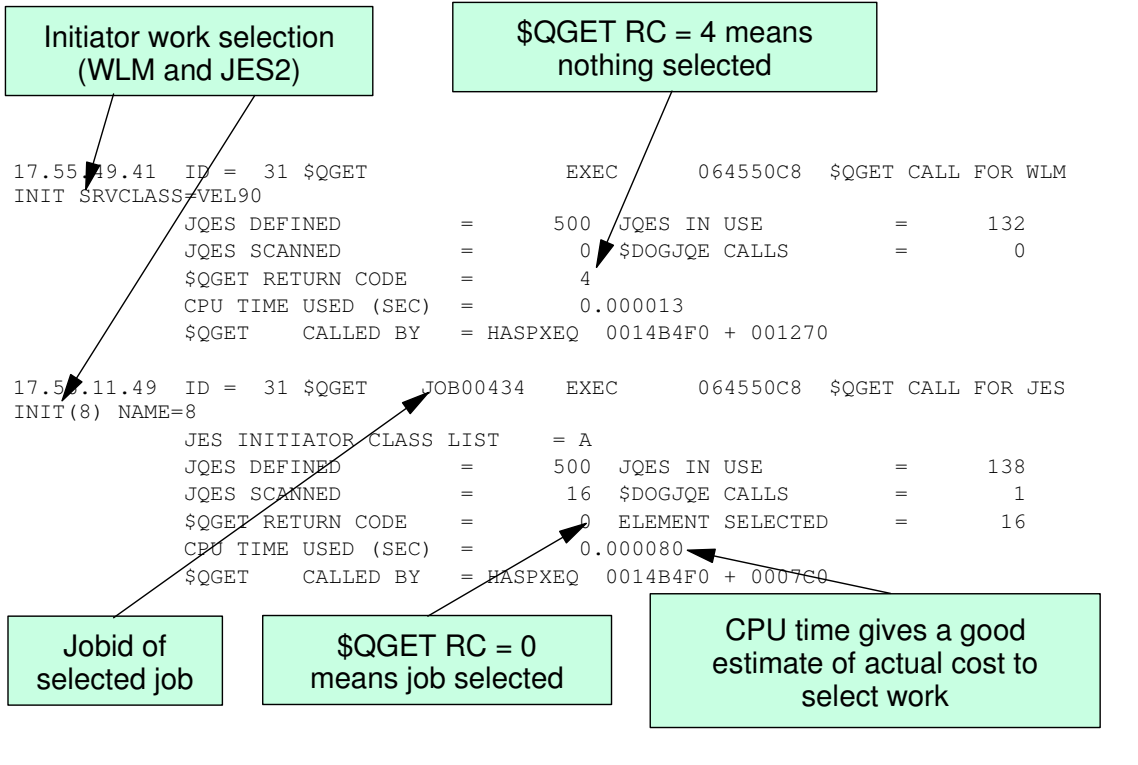 Initiator work selection
(WLM and JES2)
$QGET RC = 4 means
nothing selected
17.55.49.41 ID = 31 $QGET EXEC 064550C8 $QGET CALL FOR WLM
INIT SRVCLASS=VEL90
JQES DEFINED = 500 JQES IN USE = 132
JQES SCANNED = 0 $DOGJQE CALLS = 0
$QGET RETURN CODE = 4
CPU TIME USED (SEC) = 0.000013
$QGET CALLED BY = HASPXEQ 0014B4F0 + 001270
ID = 31 $QGET JOB00434 EXEC 064550C8 $QGET CALL FOR JES
INIT(8) NAME=8
JES INITIATOR CLASS LIST = A
JQES DEFINED = 500 JQES IN USE = 138
JQES SCANNED = 16 $DOGJQE CALLS = 1
$QGET RETURN CODE = 0 ELEMENT SELECTED = 16
CPU TIME USED (SEC) = 0.000080
$QGET CALLED BY = HASPXEQ 0014B4F0 + 0007C0
Jobid of
selected job
$QGET RC = 0
means job selected
CPU time gives a good
estimate of actual cost to
select work